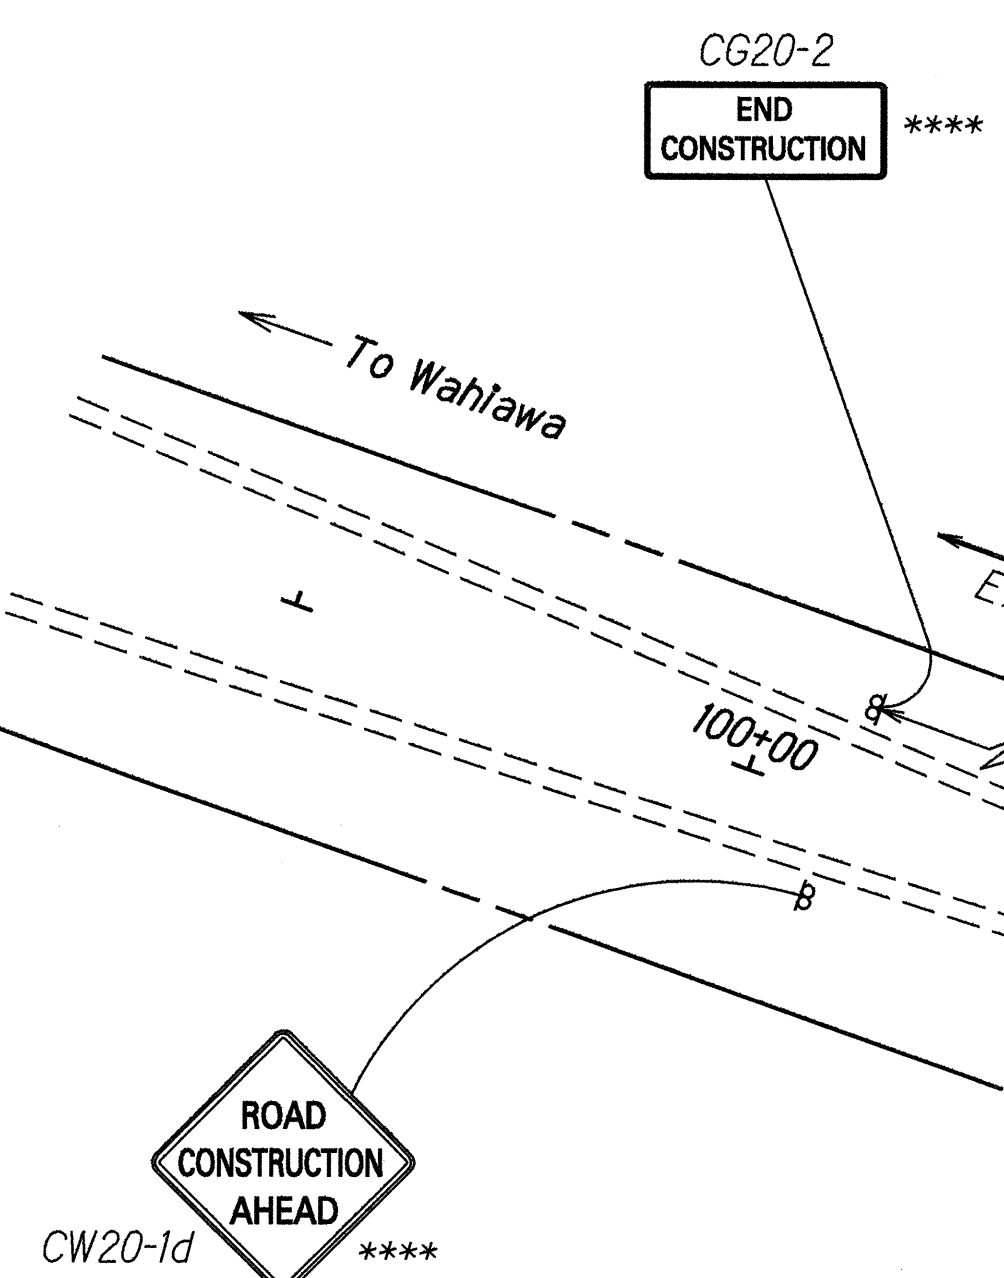 CG20-2
END
CONSTRUCTION
****
To Wahiawa
100+00
ROAD
CONSTRUCTION
AHEAD
CW20-1d
****